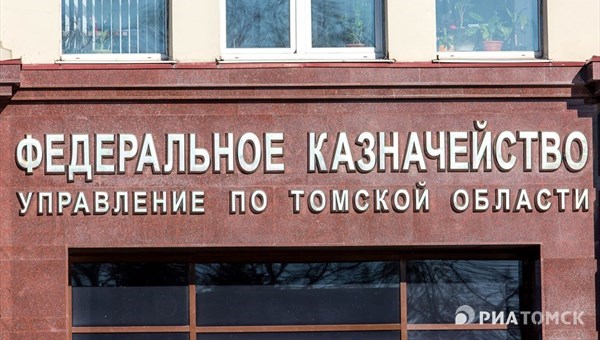 ФЕДЕРАЛЬНОЕ КАЗНАЧЕЙСТВО
УПРАВЛЕНИЕ ПО ТОМСКОЙ ОБЛАСТИ
РИАТОМСК